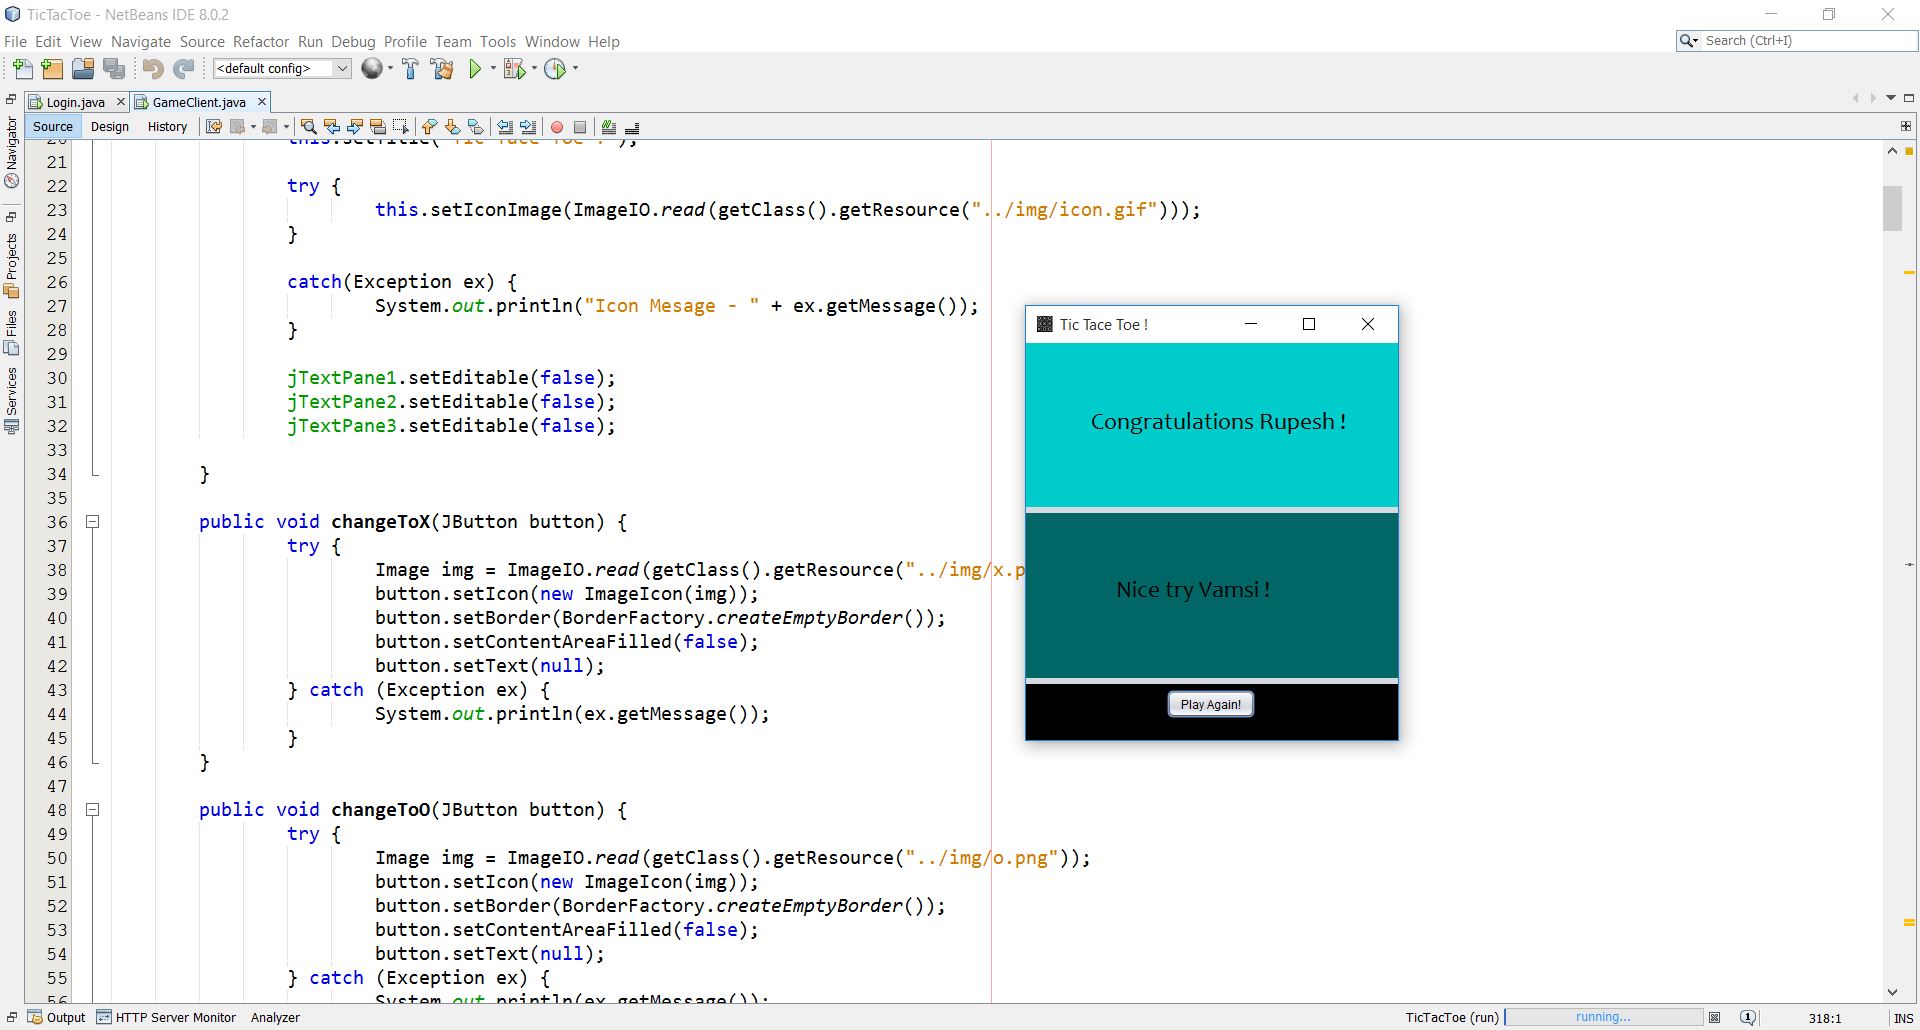 TicTacToe - NetBeans IDE 8.0.2
File Edit View Navigate Source Refactor Run Debug Profile Team Tools Window Help
Search (Ctrl+I)
<default config>
Login.java
GameClient.java
Source Design History
Navigator
Projects
Files
Services
20 this.setTitle("Tic Tace Toe !");
21
22 try {
23 this.setIconImage(ImageIO.read(getClass().getResource("../img/icon.gif")));
24 }
25
26 catch(Exception ex) {
27 System.out.println("Icon Mesage - " + ex.getMessage());
28 }
29
30 jTextPane1.setEditable(false);
31 jTextPane2.setEditable(false);
32 jTextPane3.setEditable(false);
33
34 }
35
36 public void changeToX(JButton button) {
37 try {
38 Image img = ImageIO.read(getClass().getResource("../img/x.p
39 button.setIcon(new ImageIcon(img));
40 button.setBorder(BorderFactory.createEmptyBorder());
41 button.setContentAreaFilled(false);
42 button.setText(null);
43 } catch (Exception ex) {
44 System.out.println(ex.getMessage());
45 }
46 }
47
48 public void changeToO(JButton button) {
49 try {
50 Image img = ImageIO.read(getClass().getResource("../img/o.png"));
51 button.setIcon(new ImageIcon(img));
52 button.setBorder(BorderFactory.createEmptyBorder());
53 button.setContentAreaFilled(false);
54 button.setText(null);
55 } catch (Exception ex) {
56 System.out.println(ex.getMessage());
Tic Tace Toe !
Congratulations Rupesh !
Nice try Vamsi !
Play Again!
Output HTTP Server Monitor Analyzer
TicTacToe (run) running... 1 318:1 INS